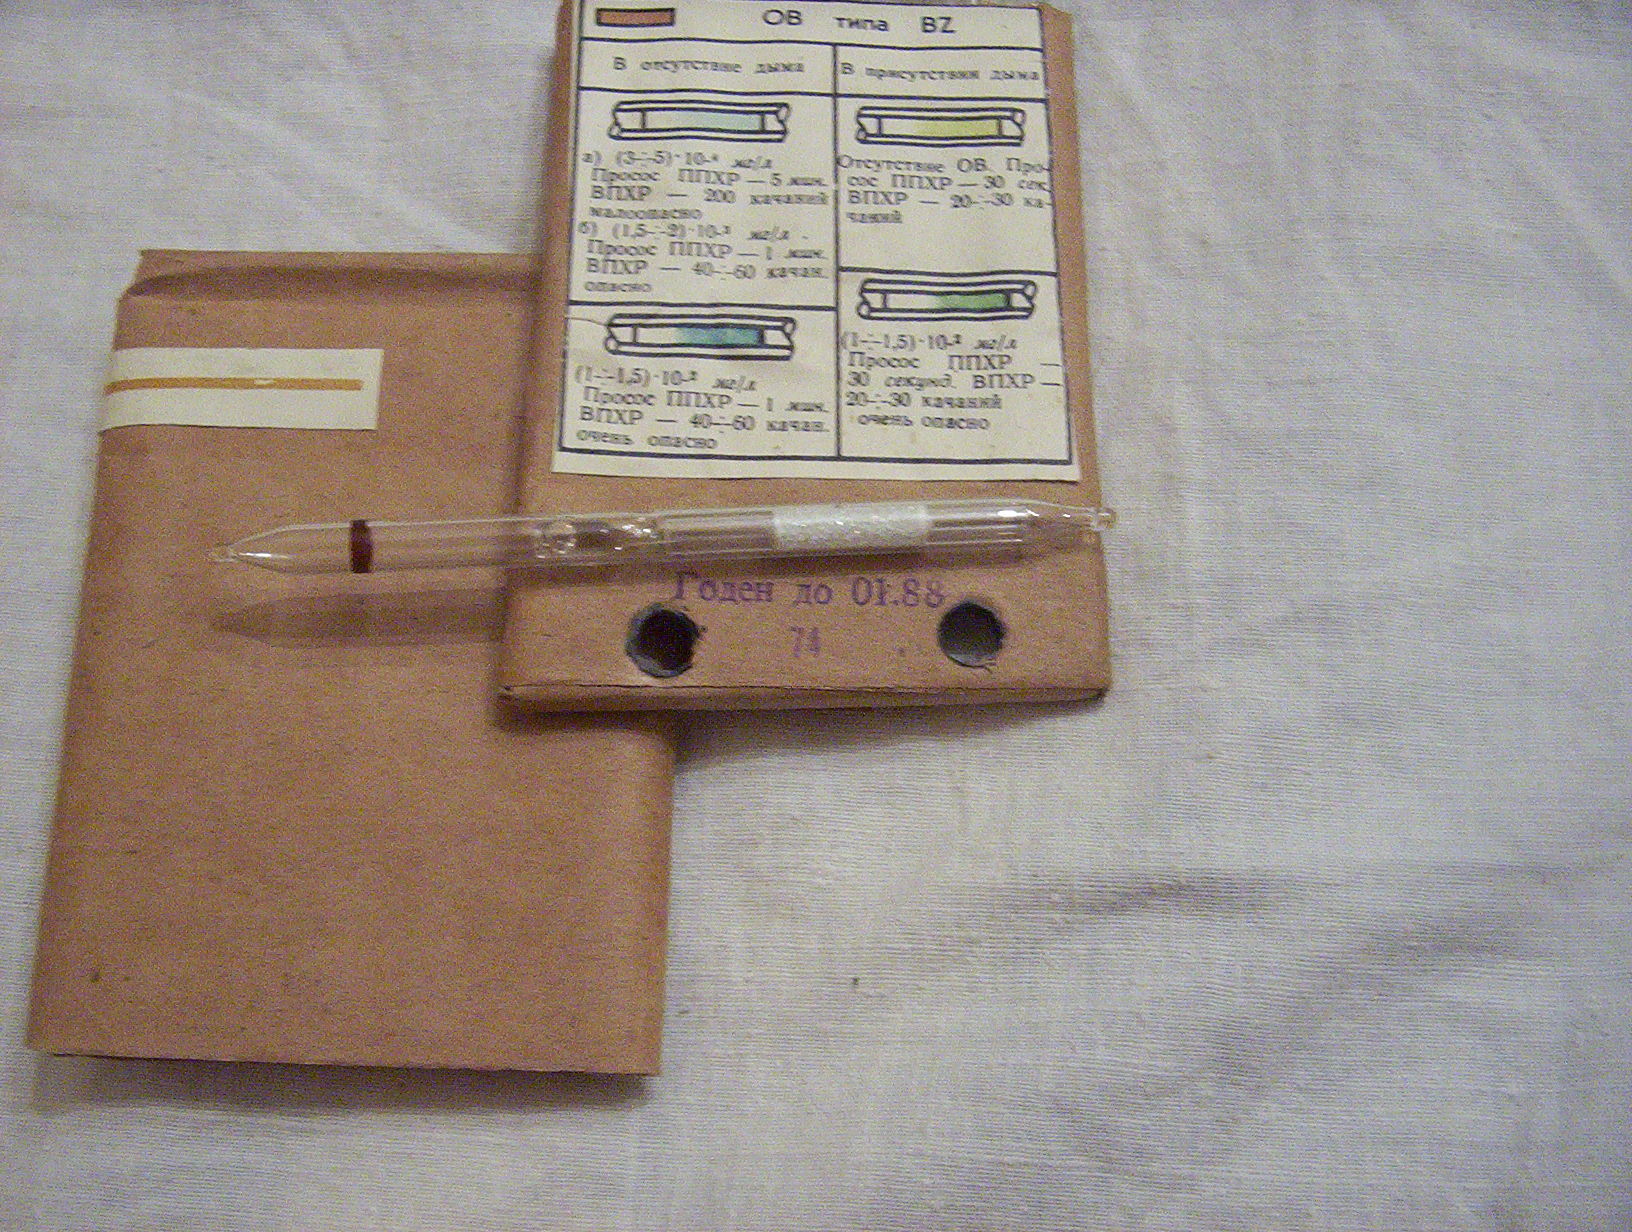 ОВ типа BZ
В отсутствие дыма
а) (3-:-5)·10-⁴ мг/л
Просос ППХР — 5 мин.
ВПХР — 200 качаний
малоопасно
б) (1,5-:-2)·10-³ мг/л
Просос ППХР — 1 мин.
ВПХР — 40-:-60 качан.
опасно
(1-:-1,5)·10-² мг/л
Просос ППХР — 1 мин.
ВПХР — 40-:-60 качан.
очень опасно
В присутствии дыма
Отсутствие ОВ. Про-
сос ППХР — 30 сек.
ВПХР — 20-:-30 ка-
чаний
(1-:-1,5)·10-² мг/л
Просос ППХР —
30 секунд. ВПХР —
20-:-30 качаний
очень опасно
Годен до 01.88
74